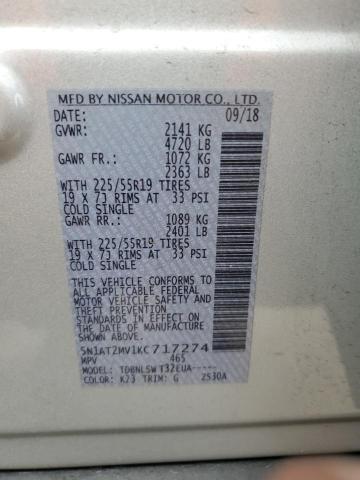 MFD BY NISSAN MOTOR CO., LTD.
DATE: 09/18
GVWR: 2141 KG
4720 LB
GAWR FR.: 1072 KG
2363 LB
WITH 225/55R19 TIRES
19 X 7J RIMS AT 33 PSI
COLD SINGLE
GAWR RR.: 1089 KG
2401 LB
WITH 225/55R19 TIRES
19 X 7J RIMS AT 33 PSI
COLD SINGLE
THIS VEHICLE CONFORMS TO
ALL APPLICABLE FEDERAL
MOTOR VEHICLE SAFETY
STANDARDS IN EFFECT ON
THE DATE OF MANUFACTURE
SHOWN ABOVE.
5N1AT2MV1KC717274
MPV 465
MODEL: TDBNLSW T32EUA-----
COLOR: K23 TRIM: G 2S30A